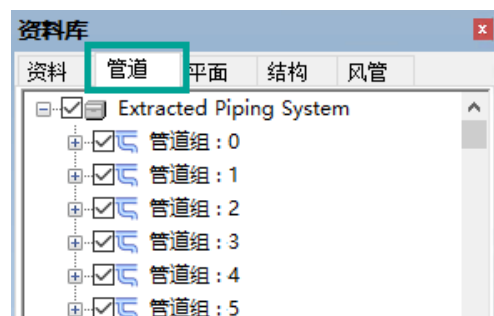 资料库
资料 管道 平面 结构 风管
Extracted Piping System
管道组 : 0
管道组 : 1
管道组 : 2
管道组 : 3
管道组 : 4
管道组 : 5